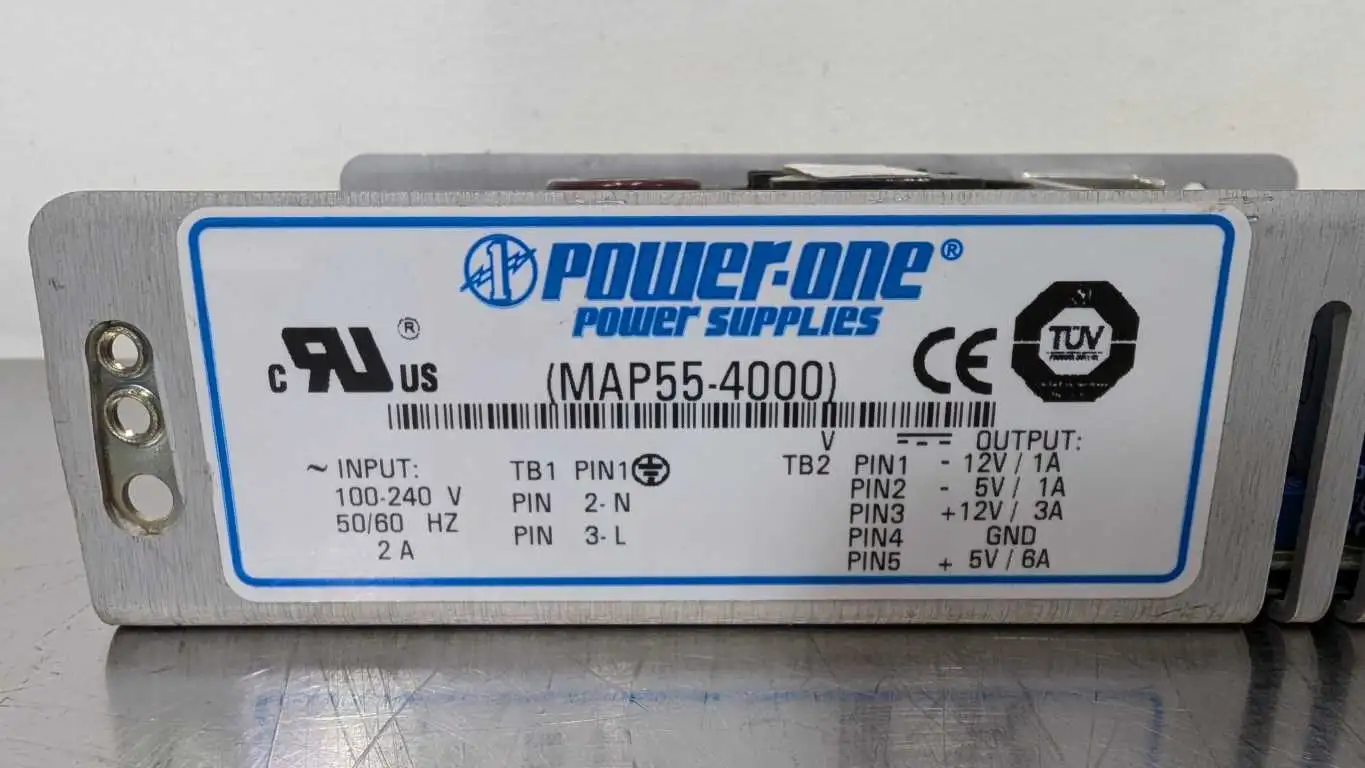 1 POWER-ONE®
POWER SUPPLIES
c RU US ®
(MAP55-4000)
CE
TÜV
~ INPUT:
100-240 V
50/60 HZ
2 A
TB1 PIN1
PIN 2- N
PIN 3- L
V OUTPUT:
TB2 PIN1 - 12V / 1A
PIN2 - 5V / 1A
PIN3 +12V / 3A
PIN4 GND
PIN5 + 5V / 6A